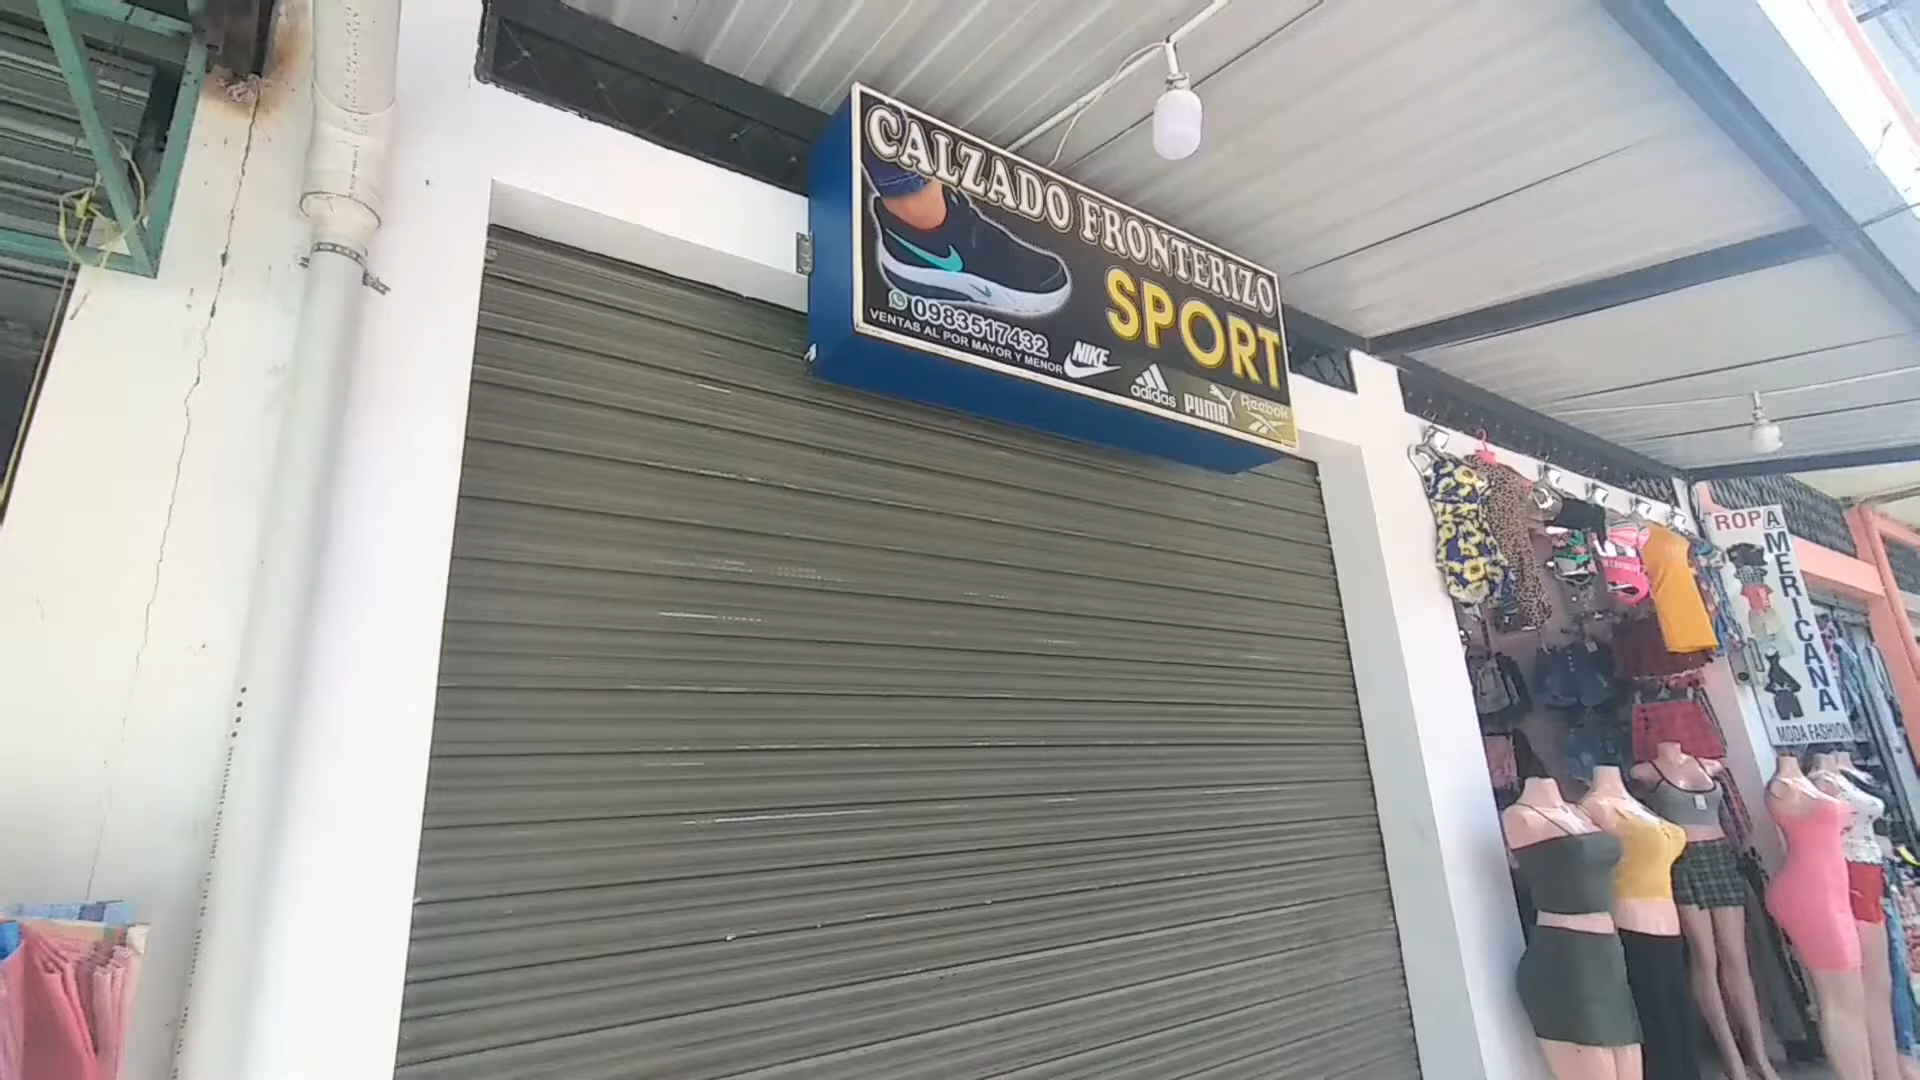 CALZADO FRONTERIZO
SPORT
0983517432
VENTAS AL POR MAYOR Y MENOR
NIKE
adidas
PUMA
Reebok
ROPA
AMERICANA
MODA FASHION